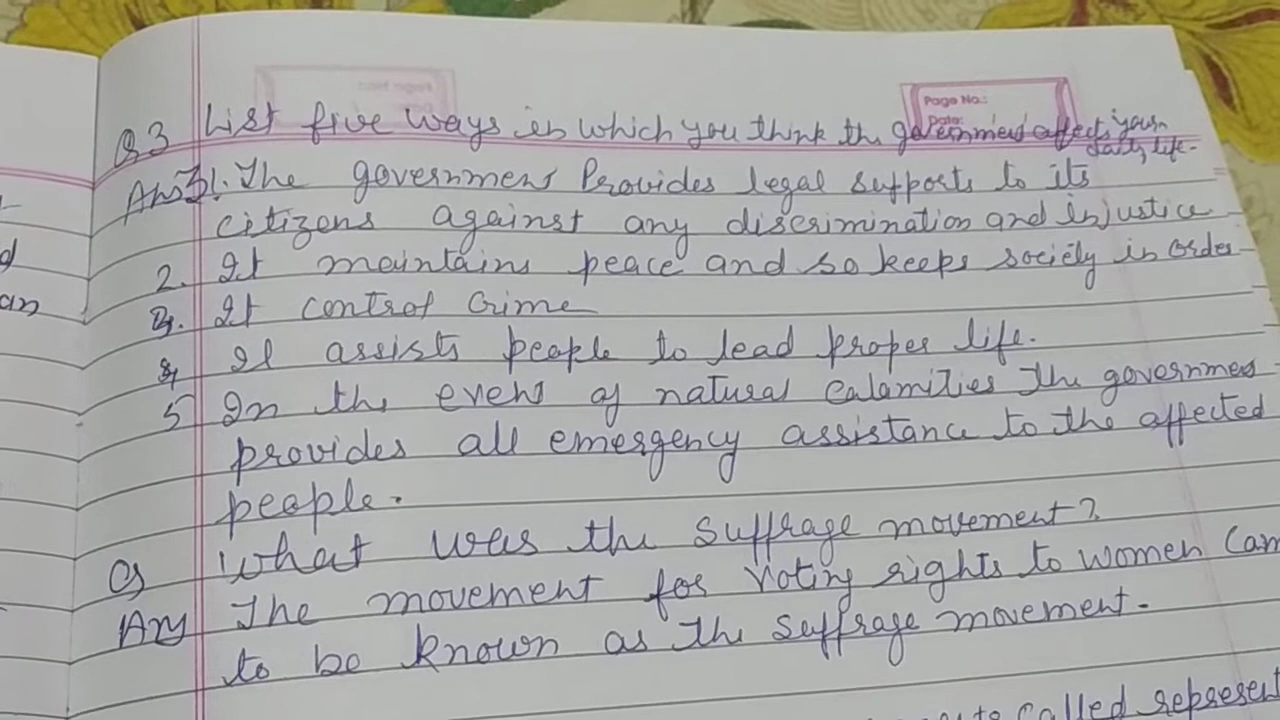 Page No.:
Date:
Q3 List five ways in which you think the government affects your
daily life.
Ans3 1. The government Provides legal supports to its
citizens against any discrimination and injustice
2. It maintains peace and so keeps society in order
3. It control Crime
4 It assists people to lead proper life.
5 In the event of natural calamities The government
provides all emergency assistance to the affected
people.
Q What was the suffrage movement?
Ans The movement for voting rights to women Cam
to be known as the suffrage movement.
called represent
d
an